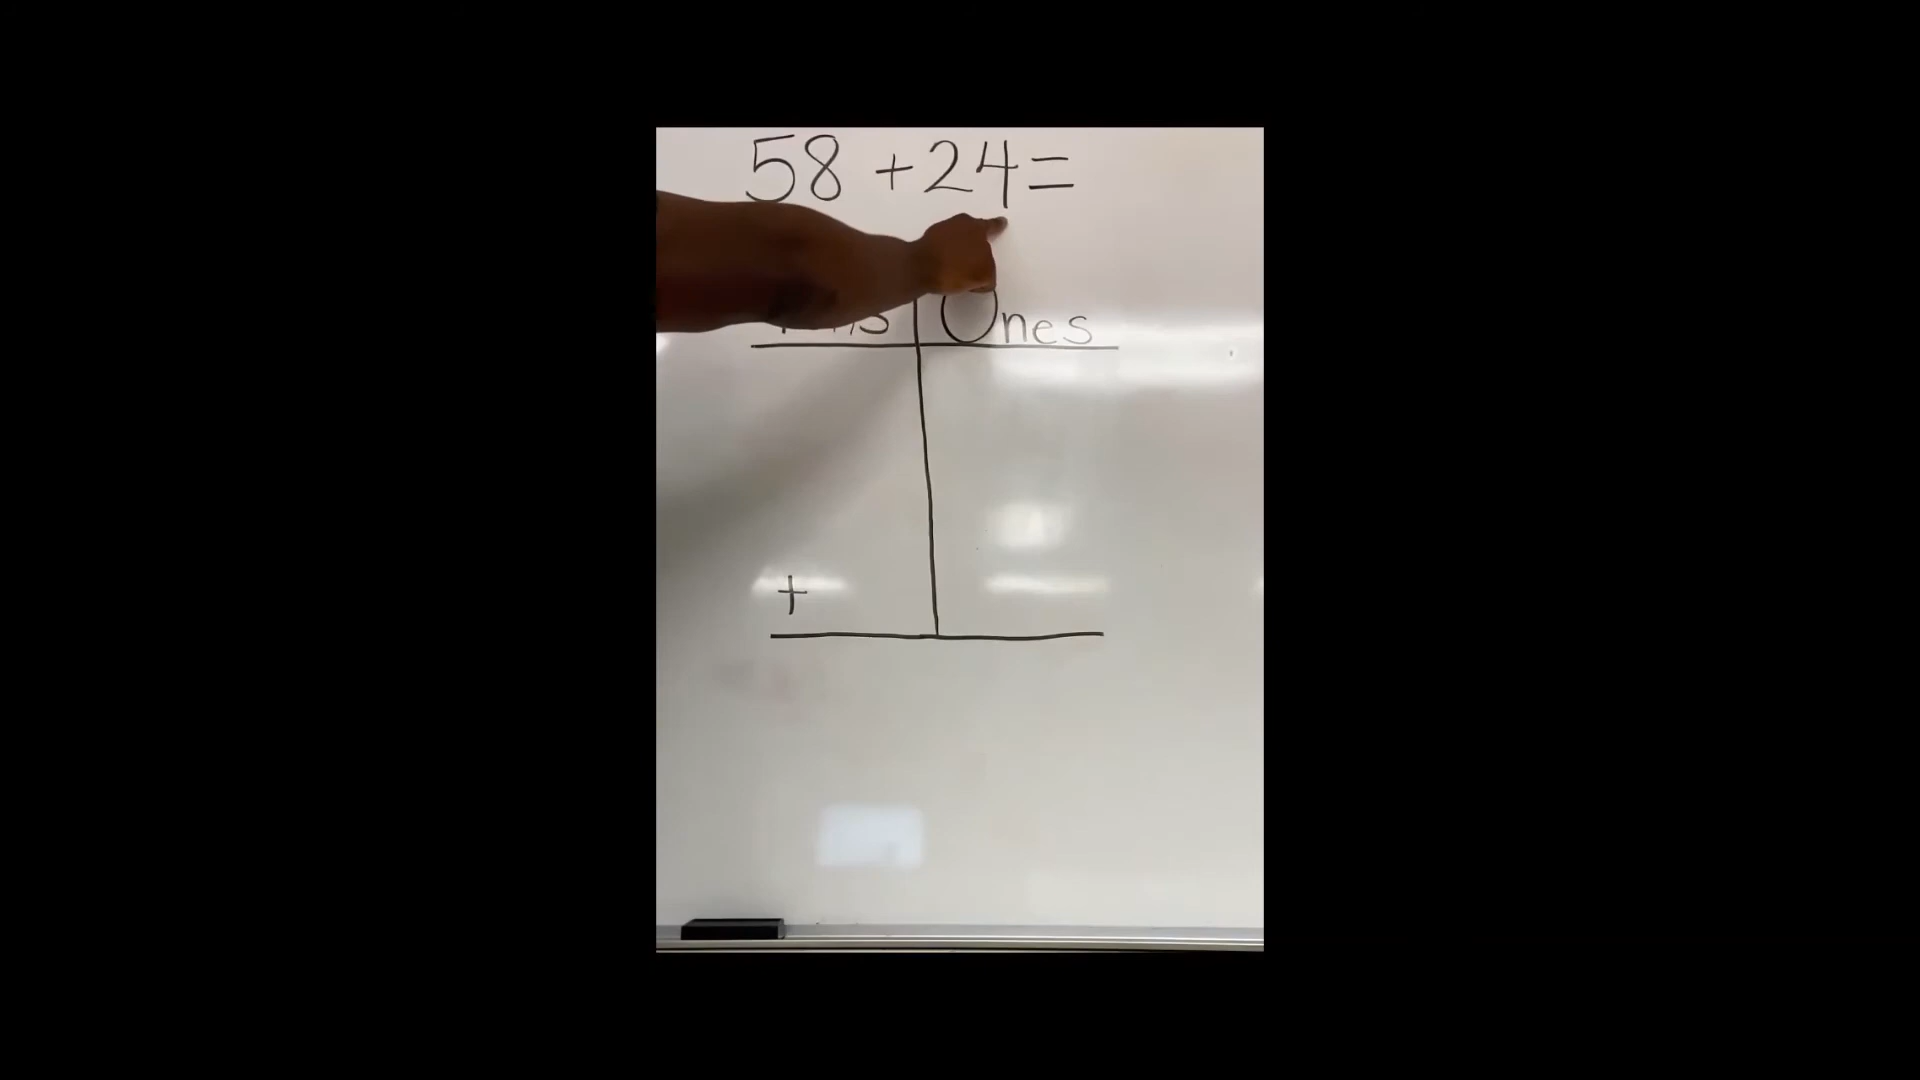 58 + 24 =
Ones
+